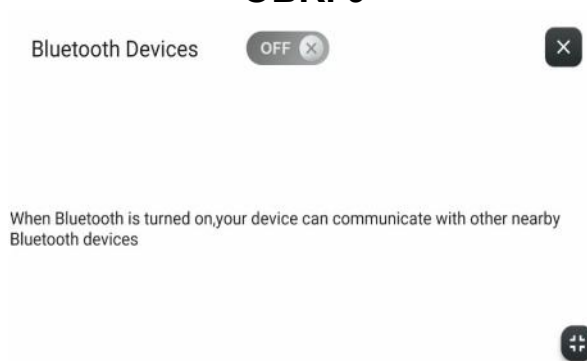 Bluetooth Devices OFF
When Bluetooth is turned on,your device can communicate with other nearby
Bluetooth devices